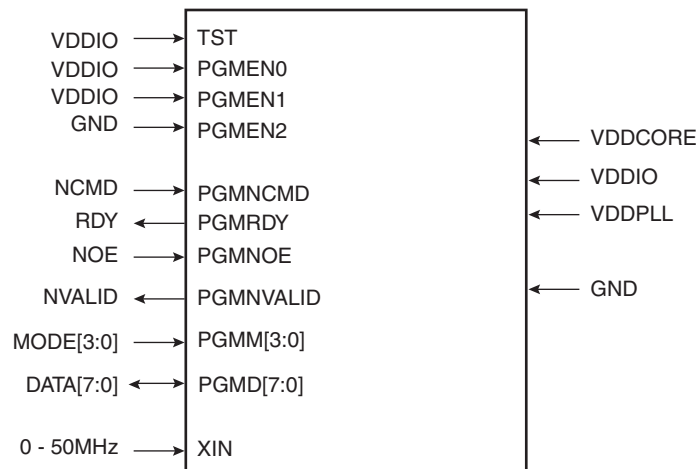 VDDIO TST
VDDIO PGMEN0
VDDIO PGMEN1
GND PGMEN2
VDDCORE
VDDIO
NCMD PGMNCMD
RDY PGMRDY
VDDPLL
NOE PGMNOE
NVALID PGMNVALID
GND
MODE[3:0] PGMM[3:0]
DATA[7:0] PGMD[7:0]
0 - 50MHz XIN